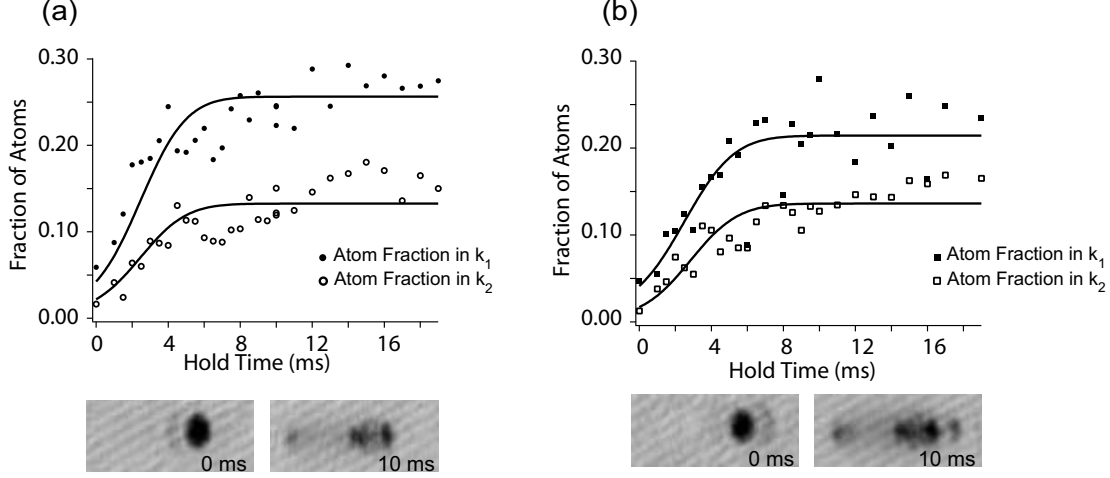 (a)
0.30
0.20
0.10
0.00
Fraction of Atoms
Atom Fraction in k1
Atom Fraction in k2
0 4 8 12 16
Hold Time (ms)
0 ms
10 ms
(b)
0.30
0.20
0.10
0.00
Fraction of Atoms
Atom Fraction in k1
Atom Fraction in k2
0 4 8 12 16
Hold Time (ms)
0 ms
10 ms